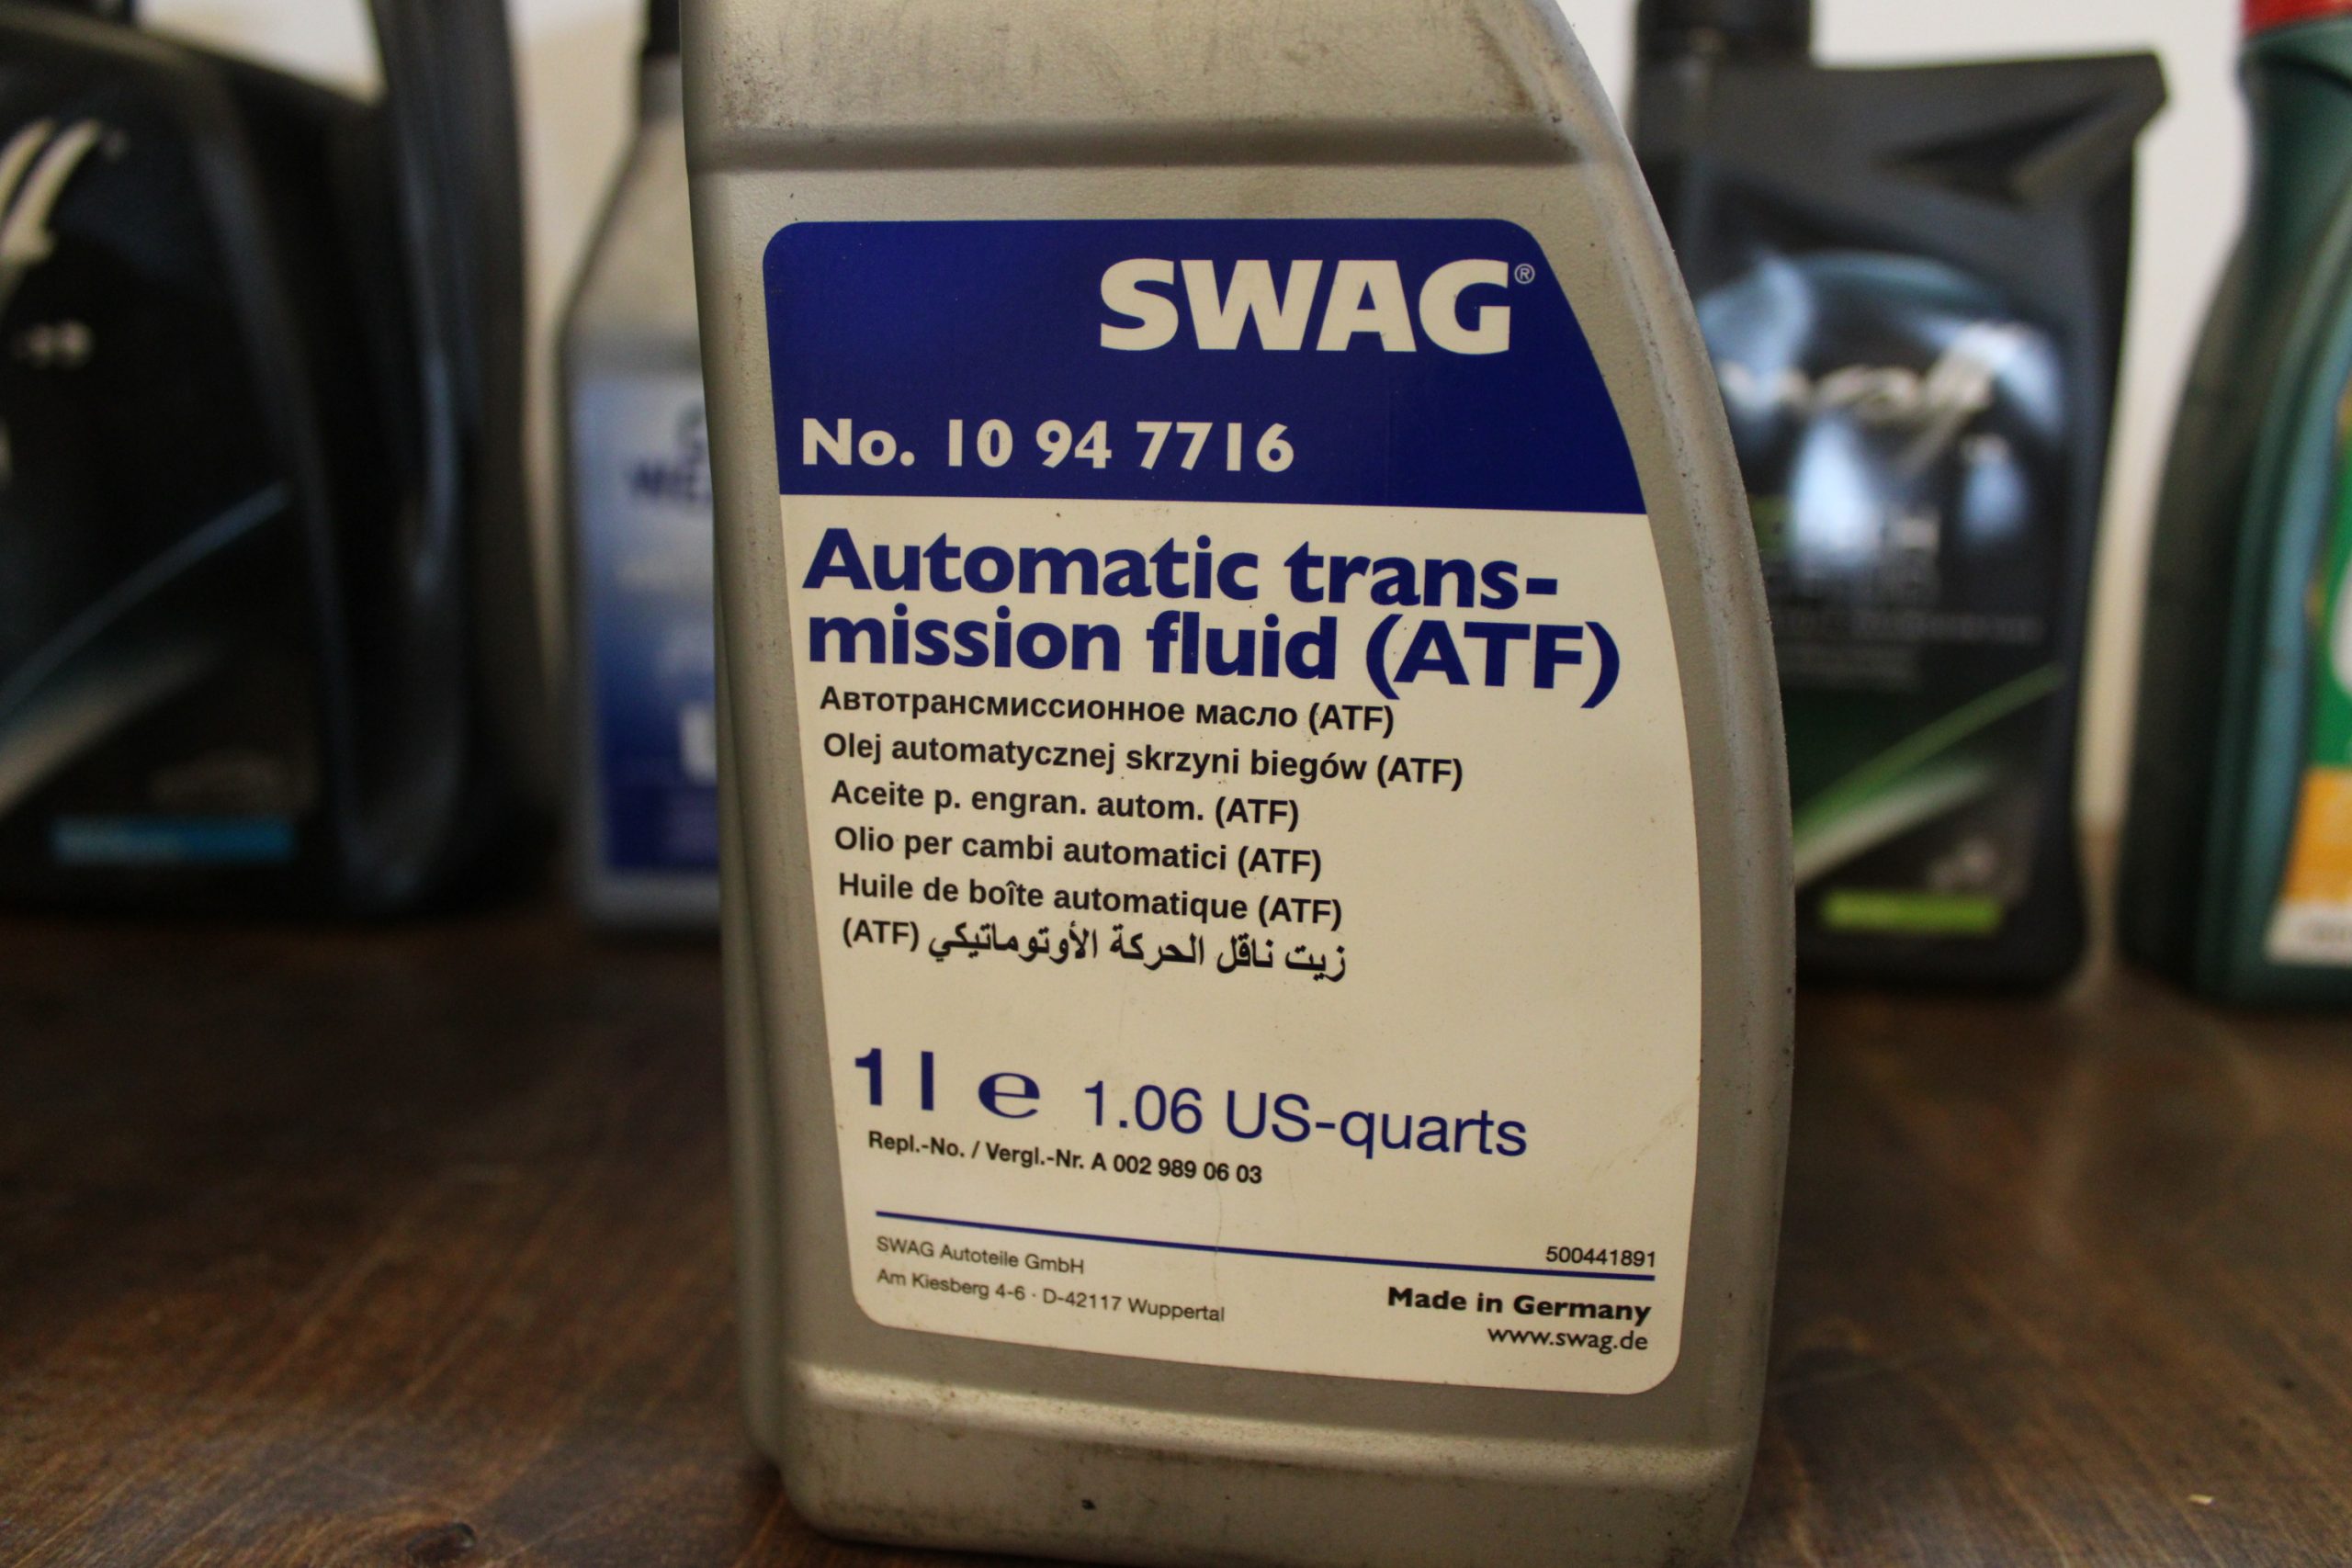 SWAG®
No. 10 94 7716
Automatic trans-
mission fluid (ATF)
Автотрансмиссионное масло (ATF)
Olej automatycznej skrzyni biegów (ATF)
Aceite p. engran. autom. (ATF)
Olio per cambi automatici (ATF)
Huile de boîte automatique (ATF)
زيت ناقل الحركة الأوتوماتيكي (ATF)
1 l ℮ 1.06 US-quarts
Repl.-No. / Vergl.-Nr. A 002 989 06 03
500441891
SWAG Autoteile GmbH
Am Kiesberg 4-6 · D-42117 Wuppertal
Made in Germany
www.swag.de